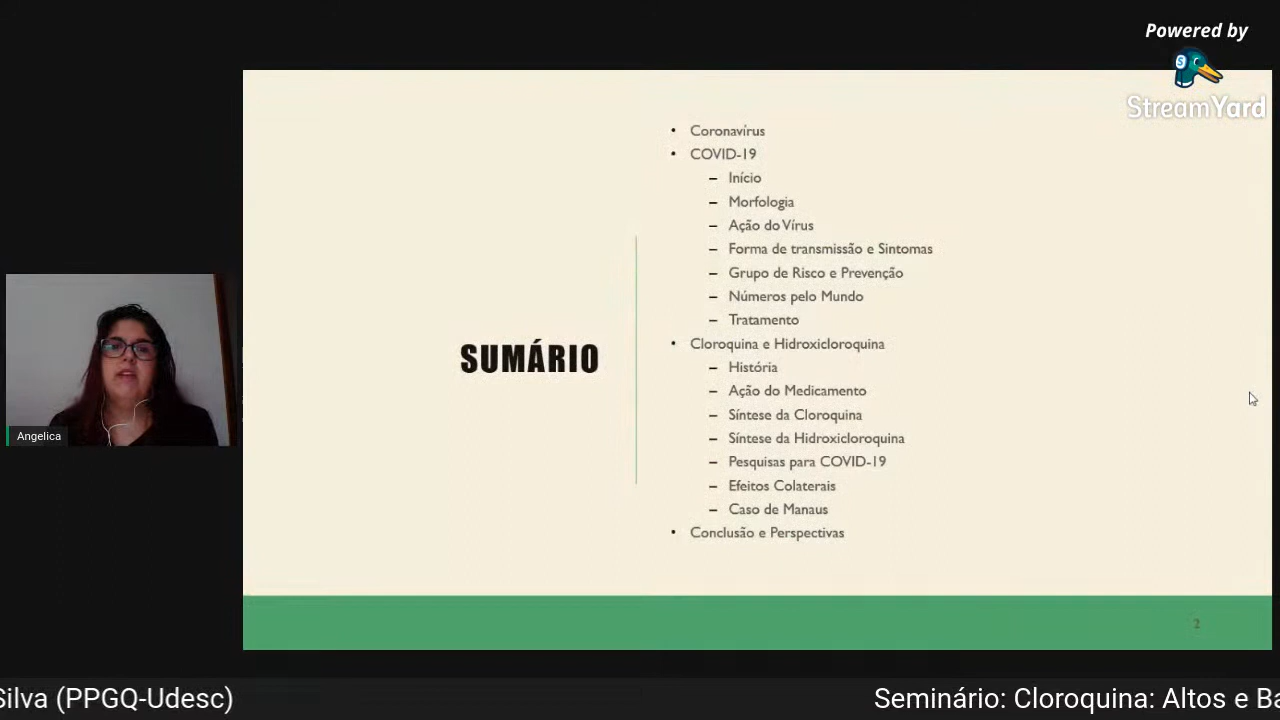 Powered by
StreamYard
• Coronavírus
• COVID-19
– Início
– Morfologia
– Ação do Vírus
– Forma de transmissão e Sintomas
– Grupo de Risco e Prevenção
– Números pelo Mundo
– Tratamento
SUMÁRIO
• Cloroquina e Hidroxicloroquina
– História
– Ação do Medicamento
– Síntese da Cloroquina
– Síntese da Hidroxicloroquina
– Pesquisas para COVID-19
– Efeitos Colaterais
– Caso de Manaus
• Conclusão e Perspectivas
Angelica
2
Silva (PPGQ-Udesc)
Seminário: Cloroquina: Altos e Ba